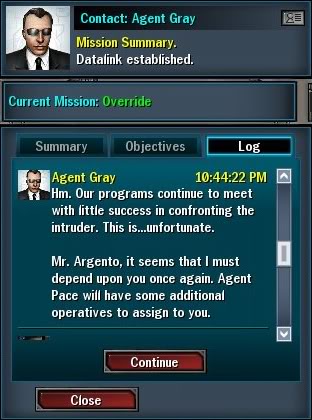 Contact: Agent Gray
Mission Summary.
Datalink established.
Current Mission: Override
Summary
Objectives
Log
Agent Gray 10:44:22 PM
Hm. Our programs continue to meet
with little success in confronting the
intruder. This is...unfortunate.
Mr. Argento, it seems that I must
depend upon you once again. Agent
Pace will have some additional
operatives to assign to you.
Continue
Close